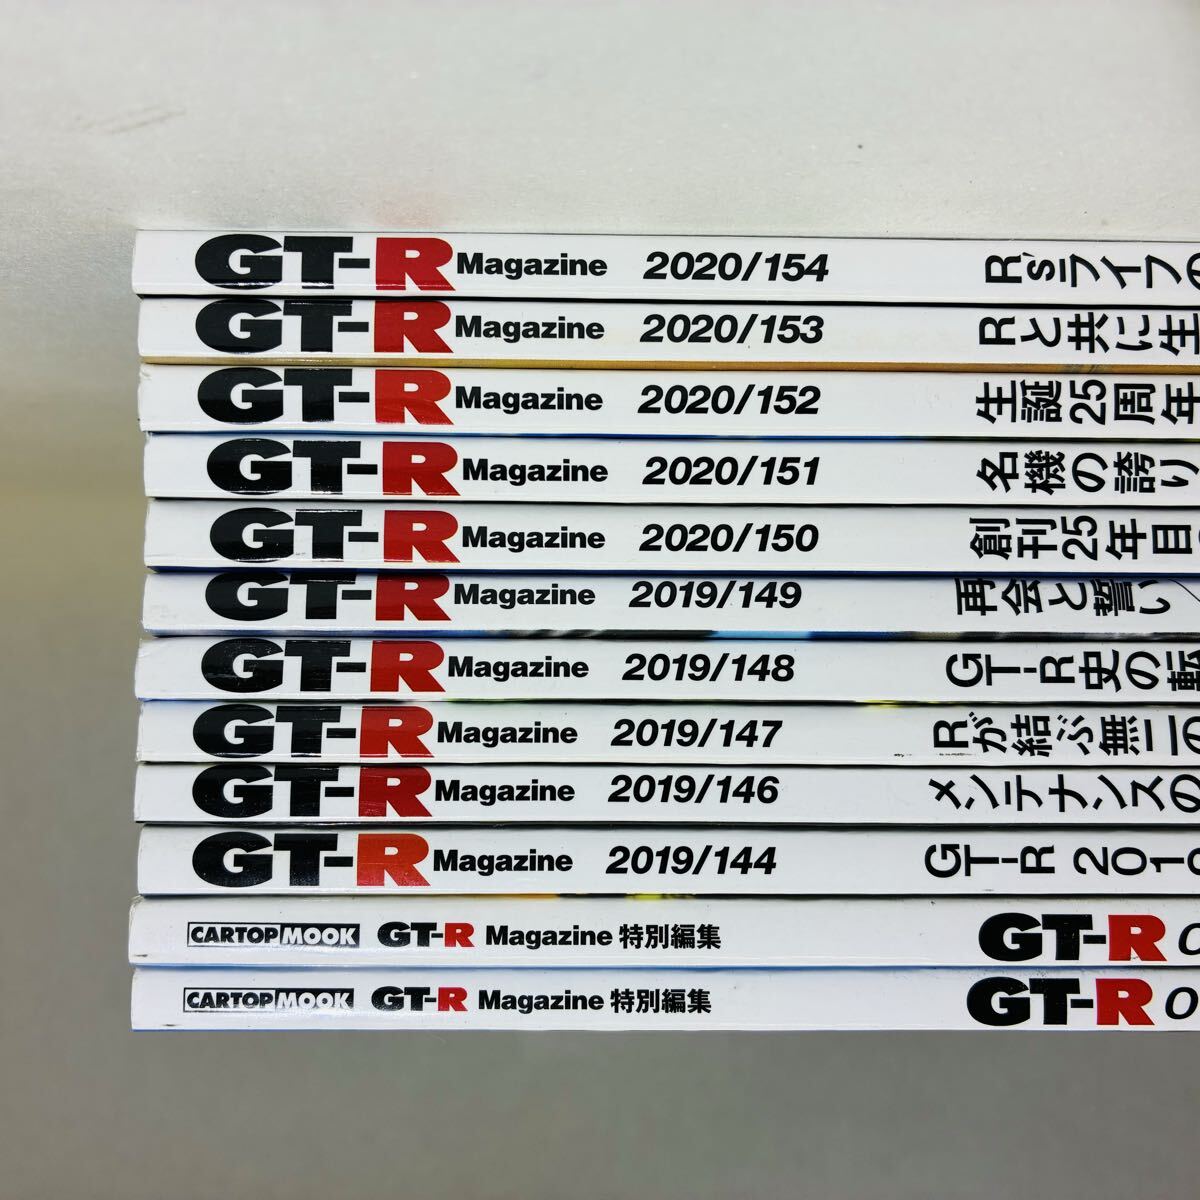 GT-R Magazine 2020/154 R'sライフの
GT-R Magazine 2020/153 Rと共に生
GT-R Magazine 2020/152 生誕25周年
GT-R Magazine 2020/151 名機の誇り
GT-R Magazine 2020/150 創刊25年目
GT-R Magazine 2019/149 再会と誓い
GT-R Magazine 2019/148 GT-R史の転
GT-R Magazine 2019/147 Rが結ぶ無二の
GT-R Magazine 2019/146 メンテナンスの
GT-R Magazine 2019/144 GT-R 201
CARTOP MOOK GT-R Magazine 特別編集 GT-R O
CARTOP MOOK GT-R Magazine 特別編集 GT-R O